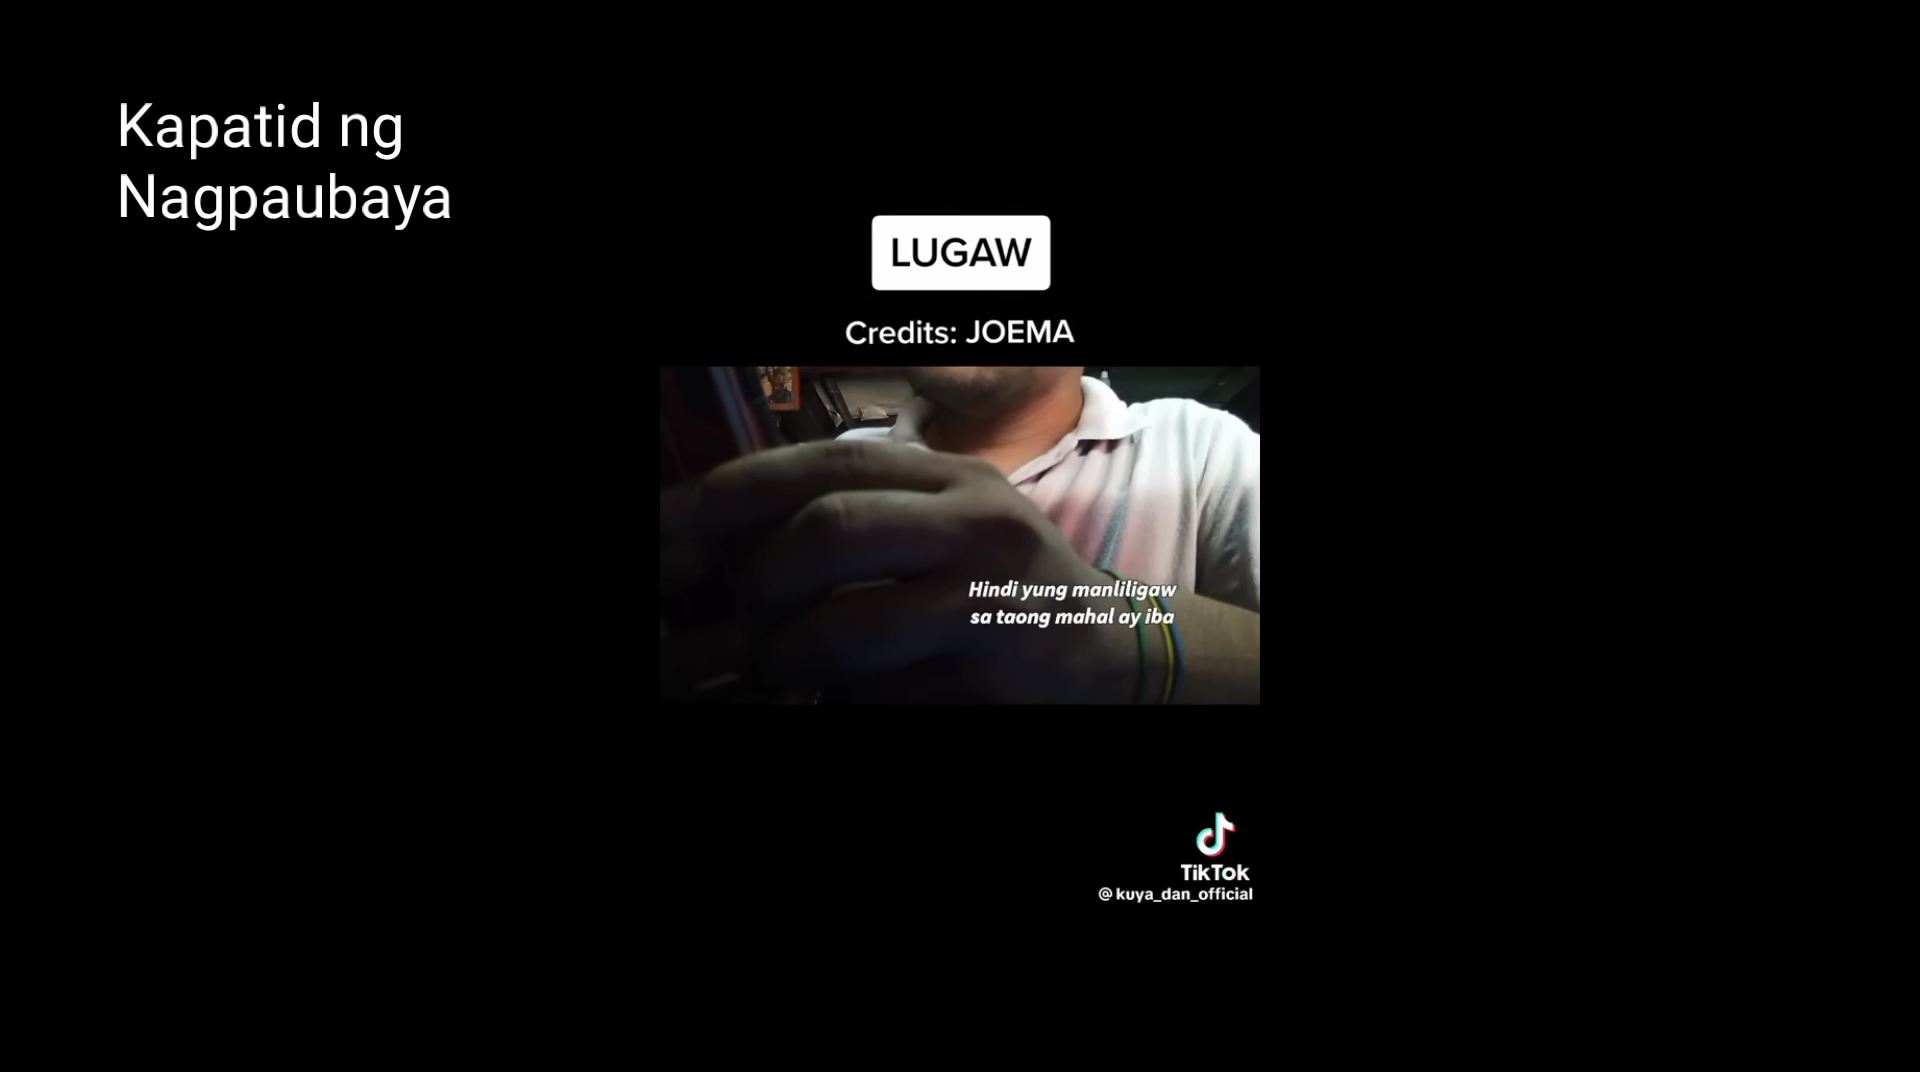 Kapatid ng
Nagpaubaya
LUGAW
Credits: JOEMA
Hindi yung manliligaw
sa taong mahal ay iba
TikTok
@kuya_dan_official